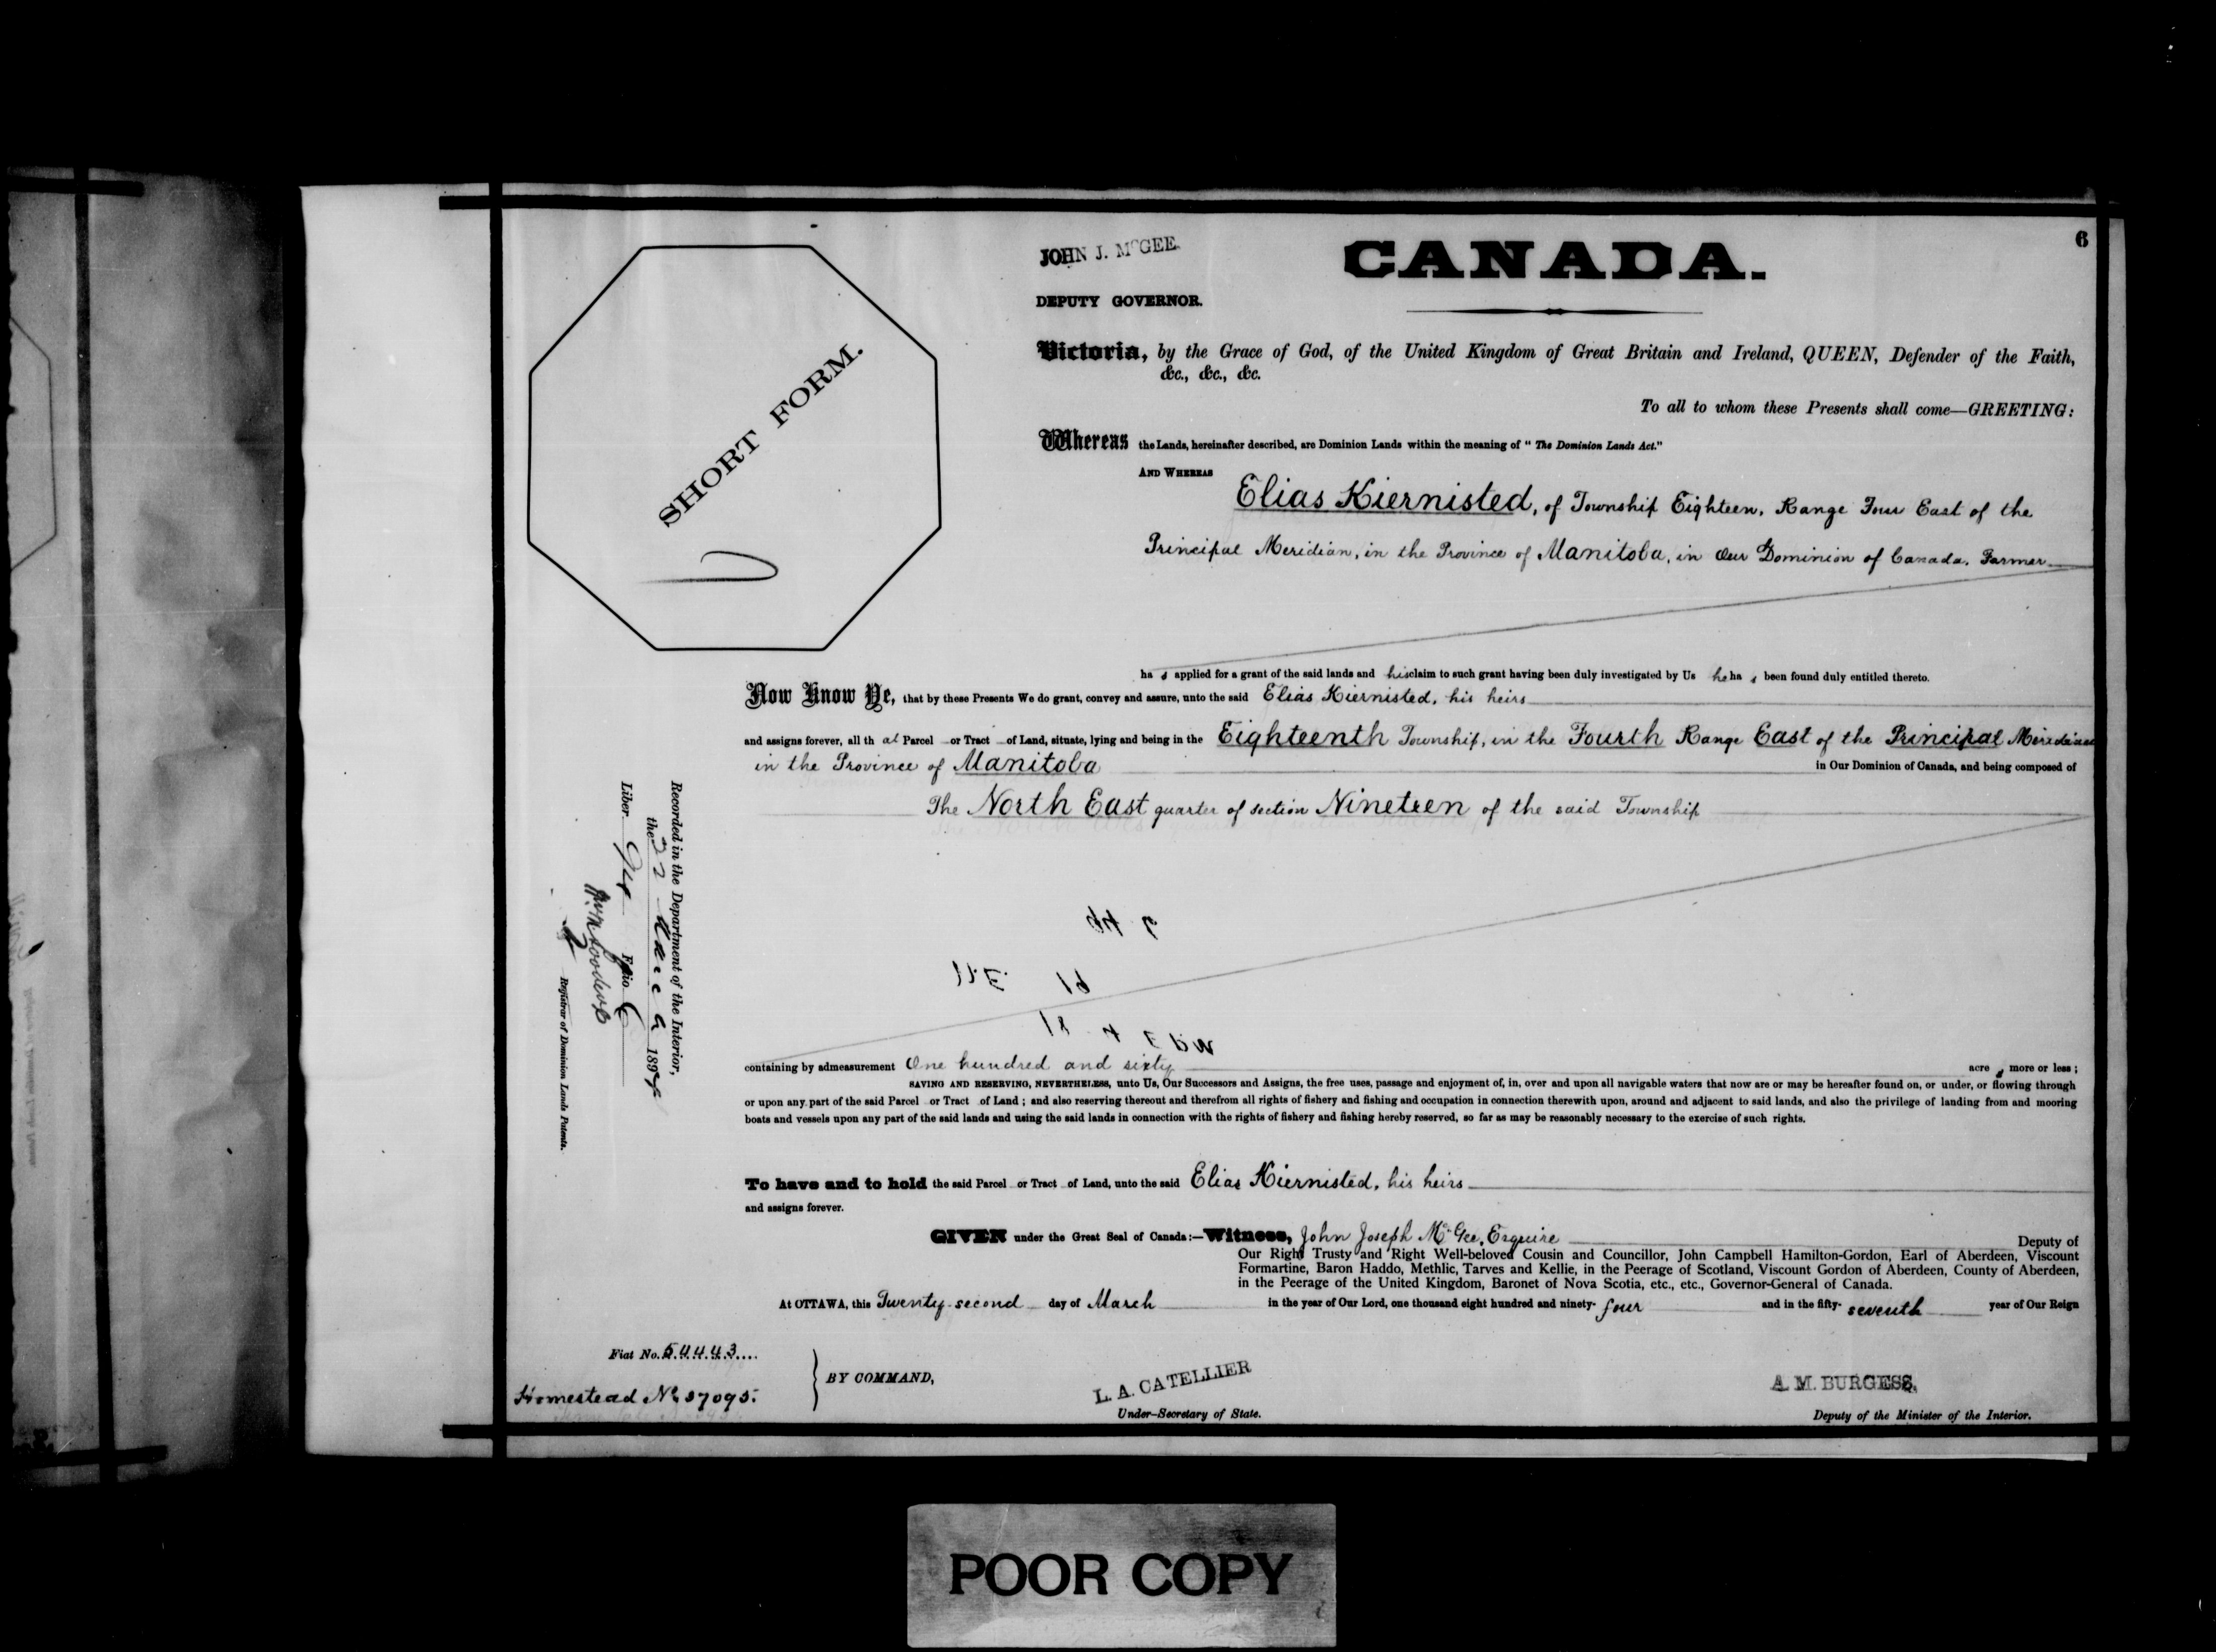 6
JOHN J. McGEE.
CANADA.
DEPUTY GOVERNOR.
SHORT FORM.
Victoria, by the Grace of God, of the United Kingdom of Great Britain and Ireland, QUEEN, Defender of the Faith,
&c., &c., &c.
To all to whom these Presents shall come—GREETING:
Whereas the Lands, hereinafter described, are Dominion Lands within the meaning of "The Dominion Lands Act."
AND WHEREAS
Elias Kiernisted, of Township Eighteen, Range Four East of the
Principal Meridian, in the Province of Manitoba, in Our Dominion of Canada, Farmer
has applied for a grant of the said lands and his claim to such grant having been duly investigated by Us he has been found duly entitled thereto.
Now Know Ye, that by these Presents We do grant, convey and assure, unto the said Elias Kiernisted, his heirs
and assigns forever, all that Parcel or Tract of Land, situate, lying and being in the Eighteenth Township, in the Fourth Range East of the Principal Meridian
in the Province of Manitoba in Our Dominion of Canada, and being composed of
The North East quarter of section Nineteen of the said Township
containing by admeasurement One hundred and sixty acres more or less;
SAVING AND RESERVING, NEVERTHELESS, unto Us, Our Successors and Assigns, the free uses, passage and enjoyment of, in, over and upon all navigable waters that now are or may be hereafter found on, or under, or flowing through
or upon any part of the said Parcel or Tract of Land; and also reserving thereout and therefrom all rights of fishery and fishing and occupation in connection therewith upon, around and adjacent to said lands, and also the privilege of landing from and mooring
boats and vessels upon any part of the said lands and using the said lands in connection with the rights of fishery and fishing hereby reserved, so far as may be reasonably necessary to the exercise of such rights.
To have and to hold the said Parcel or Tract of Land, unto the said Elias Kiernisted, his heirs
and assigns forever.
GIVEN under the Great Seal of Canada:—Witness, John Joseph McGee, Esquire Deputy of
Our Right Trusty and Right Well-beloved Cousin and Councillor, John Campbell Hamilton-Gordon, Earl of Aberdeen, Viscount
Formartine, Baron Haddo, Methlic, Tarves and Kellie, in the Peerage of Scotland, Viscount Gordon of Aberdeen, County of Aberdeen,
in the Peerage of the United Kingdom, Baronet of Nova Scotia, etc., etc., Governor-General of Canada.
At OTTAWA, this Twenty-second day of March in the year of Our Lord, one thousand eight hundred and ninety-four and in the fifty-seventh year of Our Reign
Recorded in the Department of the Interior,
the 22 March 1894
Liber Folio 6
Registrar of Dominion Lands Patents.
Fiat No. 54443
Homestead No. 37095.
BY COMMAND,
L. A. CATELLIER
Under-Secretary of State.
A. M. BURGESS.
Deputy of the Minister of the Interior.
POOR COPY